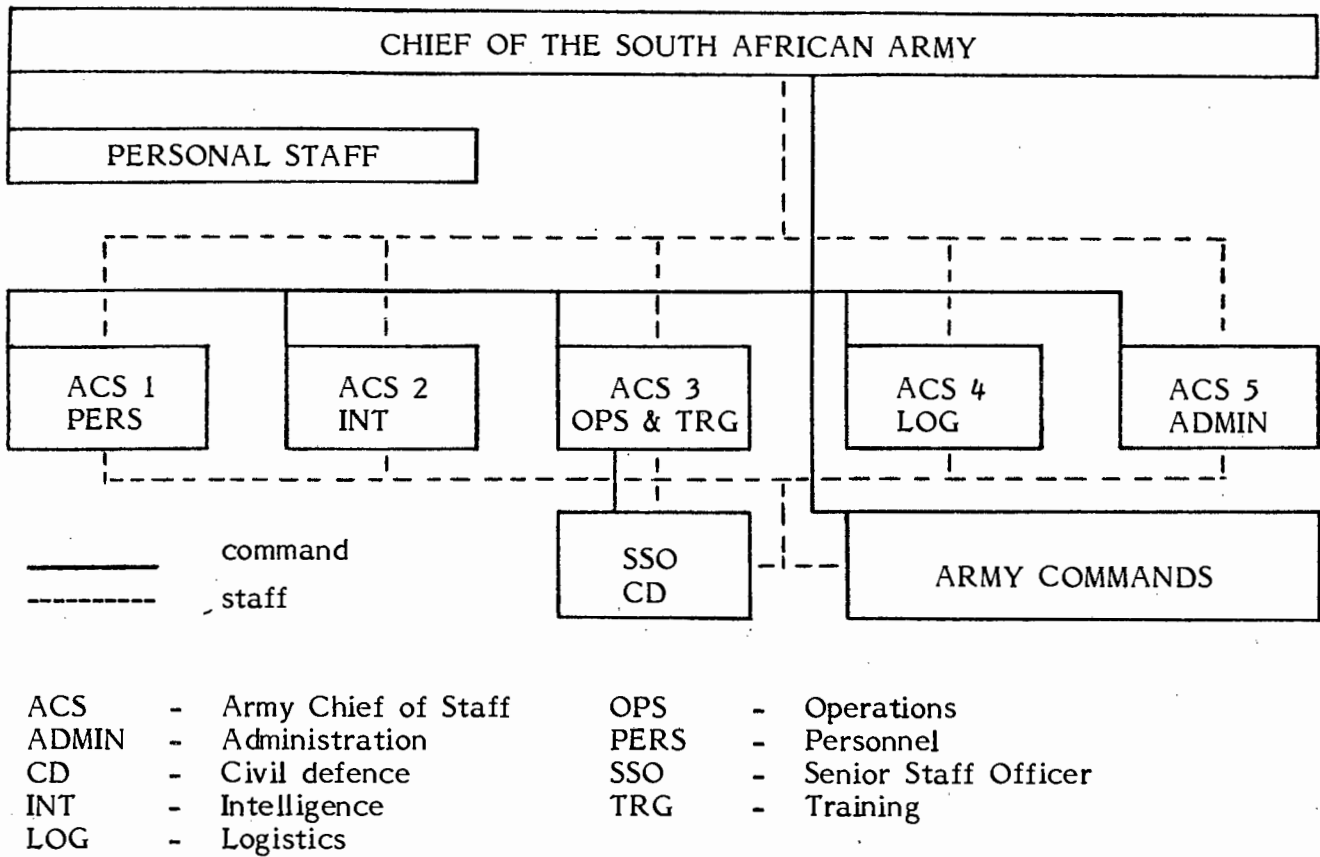 CHIEF OF THE SOUTH AFRICAN ARMY
PERSONAL STAFF
ACS 1
PERS
ACS 2
INT
ACS 3
OPS & TRG
ACS 4
LOG
ACS 5
ADMIN
command
staff
SSO
CD
ARMY COMMANDS
ACS - Army Chief of Staff
ADMIN - Administration
CD - Civil defence
INT - Intelligence
LOG - Logistics
OPS - Operations
PERS - Personnel
SSO - Senior Staff Officer
TRG - Training